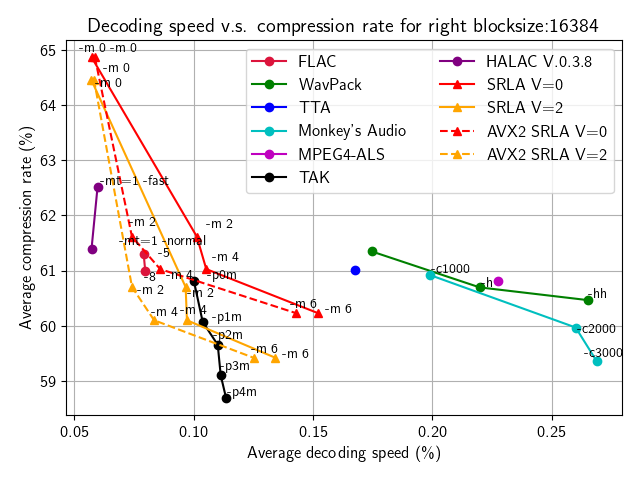 Decoding speed v.s. compression rate for right blocksize:16384
Average compression rate (%)
65
64
63
62
61
60
59
FLAC
WavPack
TTA
Monkey's Audio
MPEG4-ALS
TAK
HALAC V.0.3.8
SRLA V=0
SRLA V=2
AVX2 SRLA V=0
AVX2 SRLA V=2
-m 0
-m 0
-m 0
-m 0
-mt=1 -fast
-m 2
-m 2
-mt=1 -normal
-5
-m 4
-8
-m 4
-p0m
-c1000
-h
-m 2
-m 2
-hh
-m 6
-m 6
-m 4
-m 4
-p1m
-c2000
-p2m
-m 6
-m 6
-c3000
-p3m
-p4m
0.05
0.10
0.15
0.20
0.25
Average decoding speed (%)